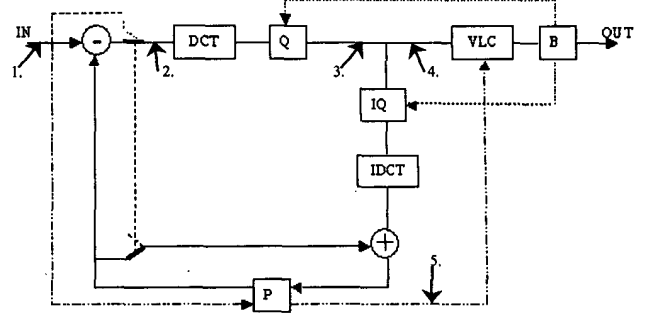 IN
OUT
-
DCT
Q
VLC
B
1.
2.
3.
4.
IQ
IDCT
+
5.
P